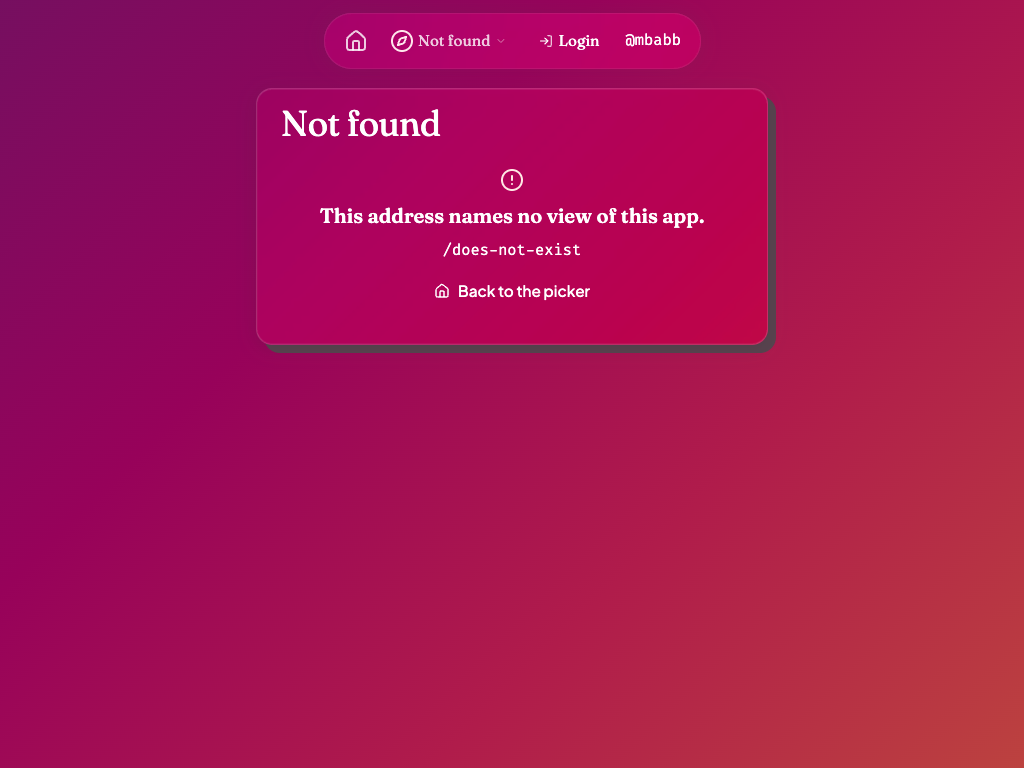 Not found
Login
@mbabb
Not found
This address names no view of this app.
/does-not-exist
Back to the picker